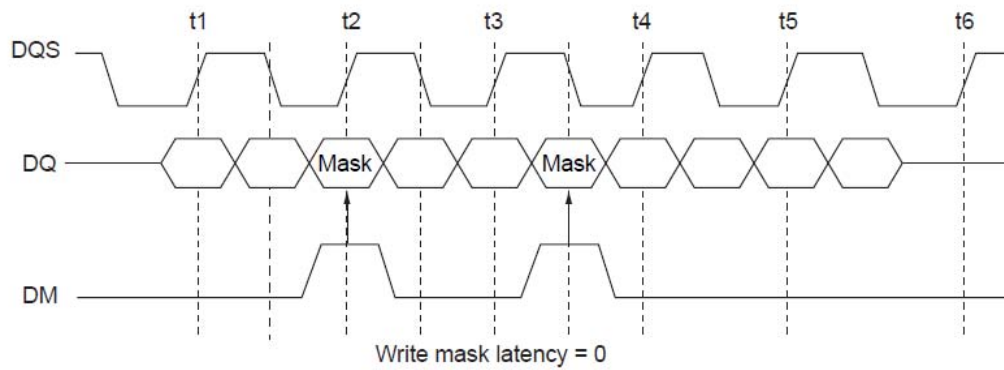 t1 t2 t3 t4 t5 t6
DQS
DQ Mask Mask
DM
Write mask latency = 0